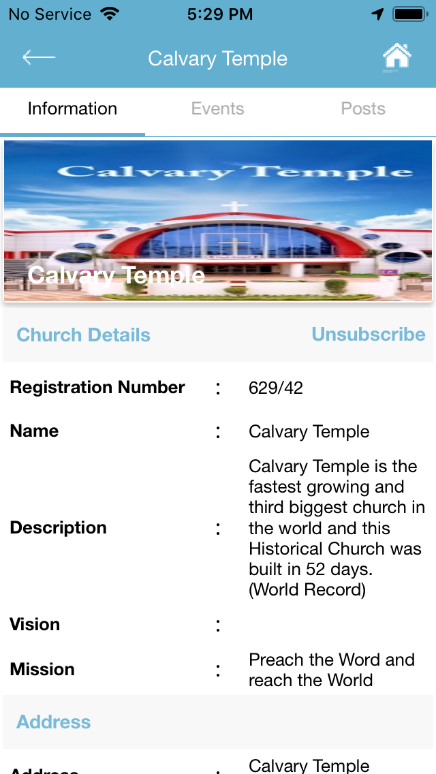 No Service 5:29 PM
Calvary Temple
Information Events Posts
Calvary Temple
Calvary Temple
Church Details Unsubscribe
Registration Number : 629/42
Name : Calvary Temple
Calvary Temple is the
fastest growing and
third biggest church in
Description : the world and this
Historical Church was
built in 52 days.
(World Record)
Vision :
Preach the Word and
Mission :
reach the World
Address
Calvary Temple
Address :